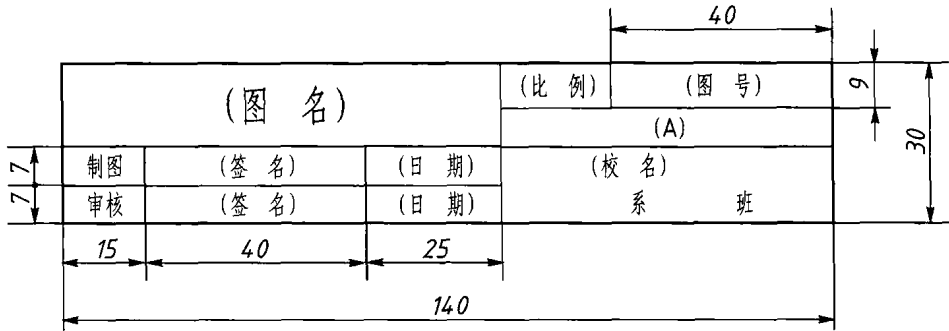 40
(图 名) (比 例) (图 号) 9
(A) 30
7 制图 (签 名) (日 期) (校 名)
7 审核 (签 名) (日 期) 系 班
15 40 25
140